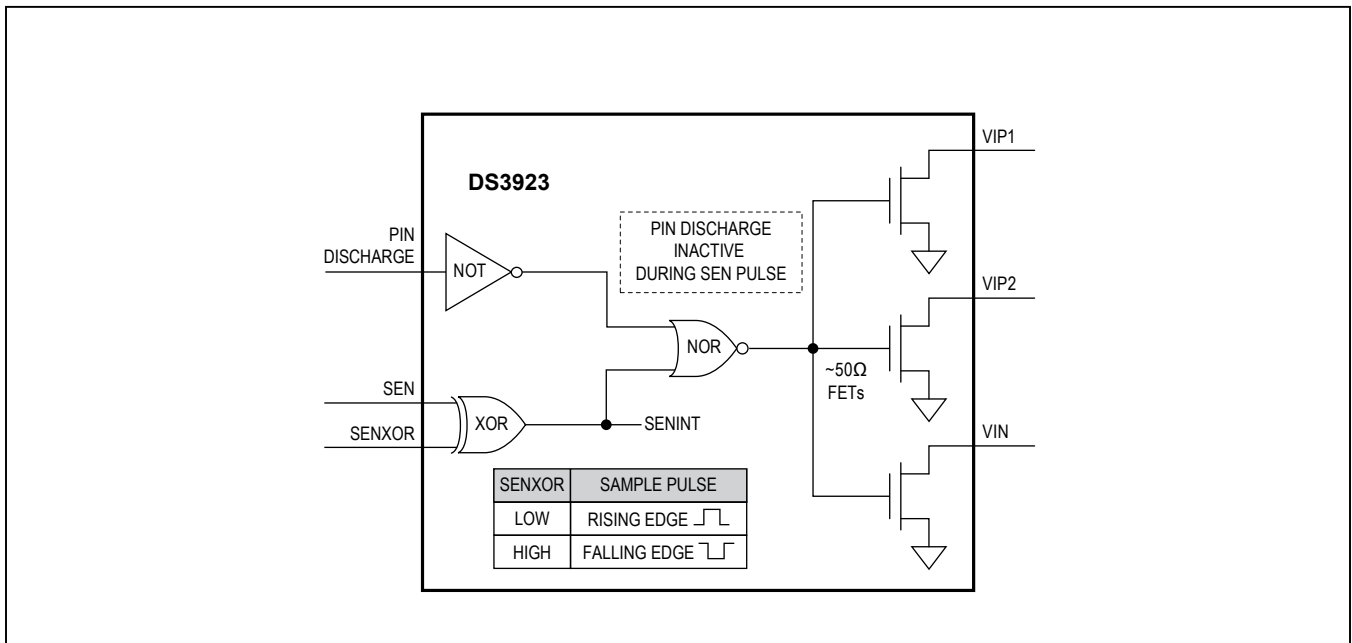 DS3923
PIN
DISCHARGE
NOT
PIN DISCHARGE
INACTIVE
DURING SEN PULSE
VIP1
VIP2
NOR
~50Ω
FETs
SEN
SENXOR
XOR
SENINT
VIN
SENXOR SAMPLE PULSE
LOW RISING EDGE
HIGH FALLING EDGE